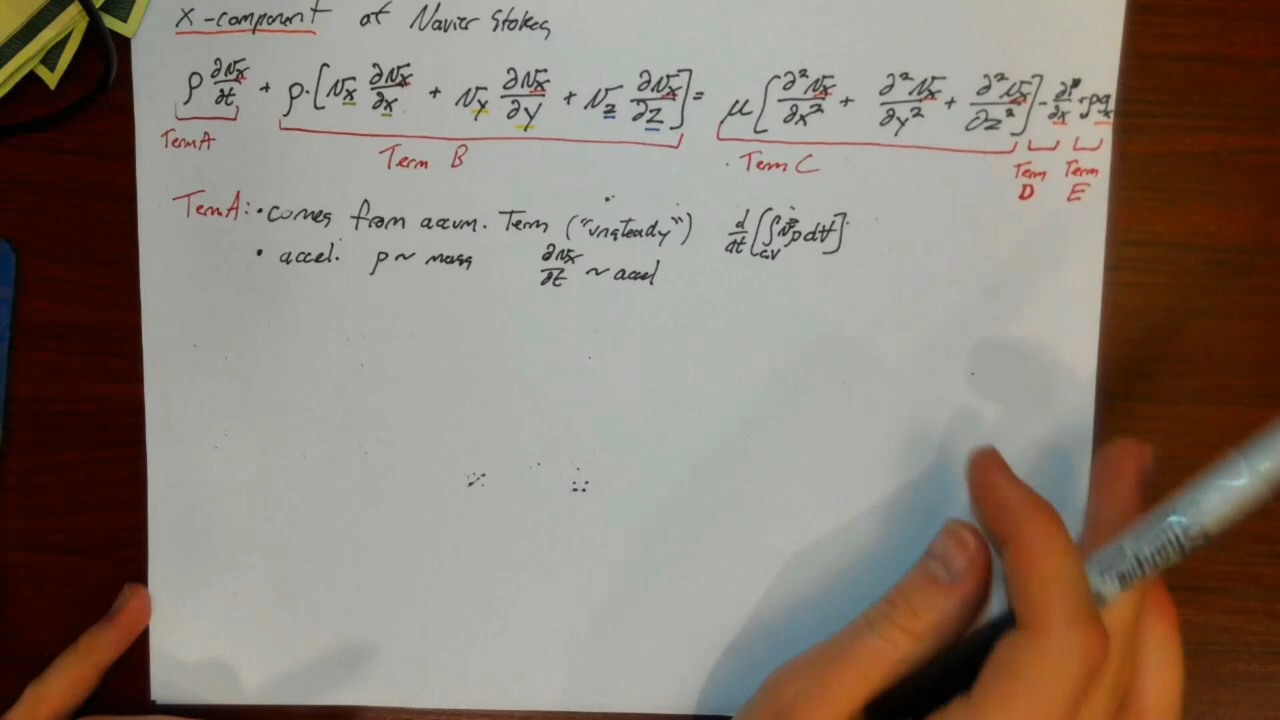 x-component of Navier Stokes
ρ ∂Vx/∂t + ρ·[Vx ∂Vx/∂x + Vy ∂Vx/∂y + Vz ∂Vx/∂z] = μ[∂²Vx/∂x² + ∂²Vx/∂y² + ∂²Vx/∂z²] - ∂P/∂x + ρgx
Term A Term B Term C Term D Term E
Term A: • comes from accum. Term ("unsteady") d/dt[∫cv V⃗ρdV]
• accel. ρ ~ mass ∂Vx/∂t ~ accel